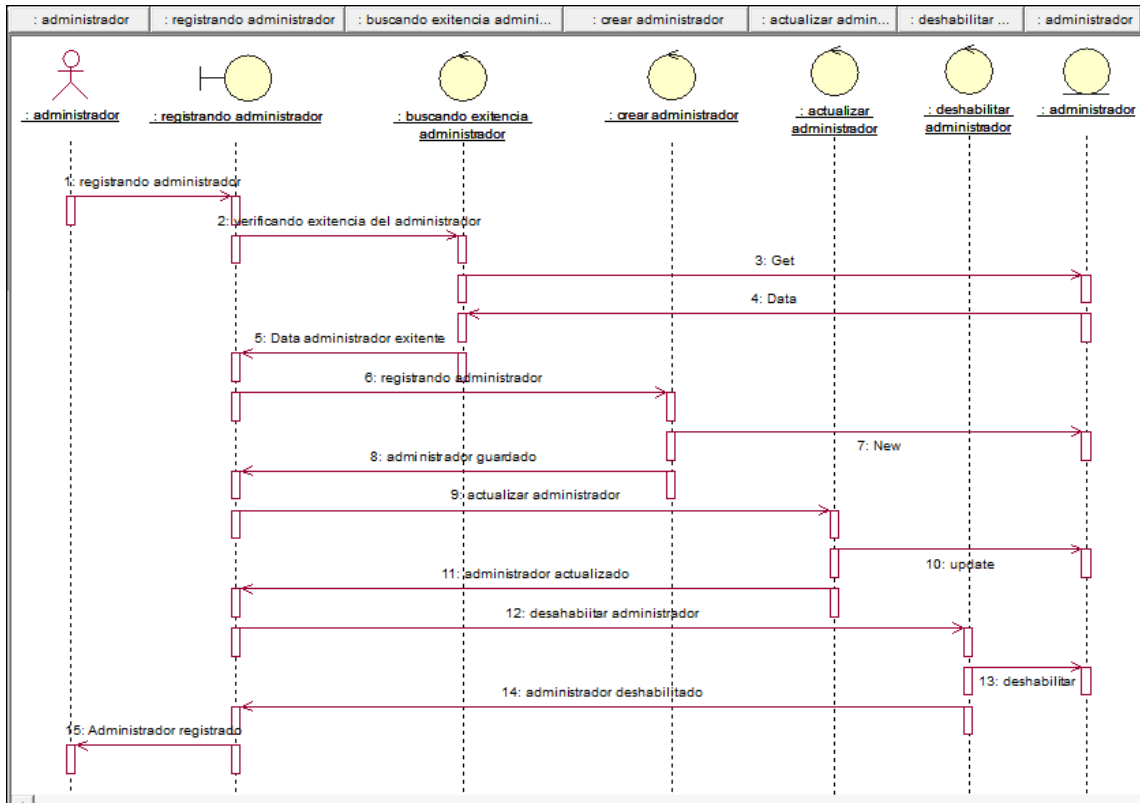 : administrador
: registrando administrador
: buscando exitencia admini...
: crear administrador
: actualizar admin...
: deshabilitar ...
: administrador
: administrador
: registrando administrador
: buscando exitencia
administrador
: crear administrador
: actualizar
administrador
: deshabilitar
administrador
: administrador
1: registrando administrador
2: verificando exitencia del administrador
3: Get
4: Data
5: Data administrador exitente
6: registrando administrador
7: New
8: administrador guardado
9: actualizar administrador
10: update
11: administrador actualizado
12: desahabiitar administrador
13: deshabilitar
14: administrador deshabilitado
15: Administrador registrado